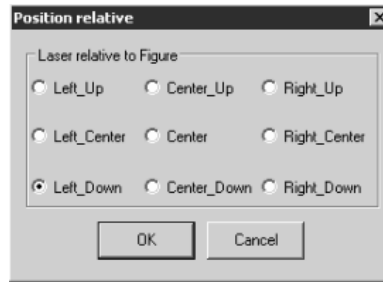 Position relative
Laser relative to Figure
Left_Up Center_Up Right_Up
Left_Center Center Right_Center
Left_Down Center_Down Right_Down
OK Cancel